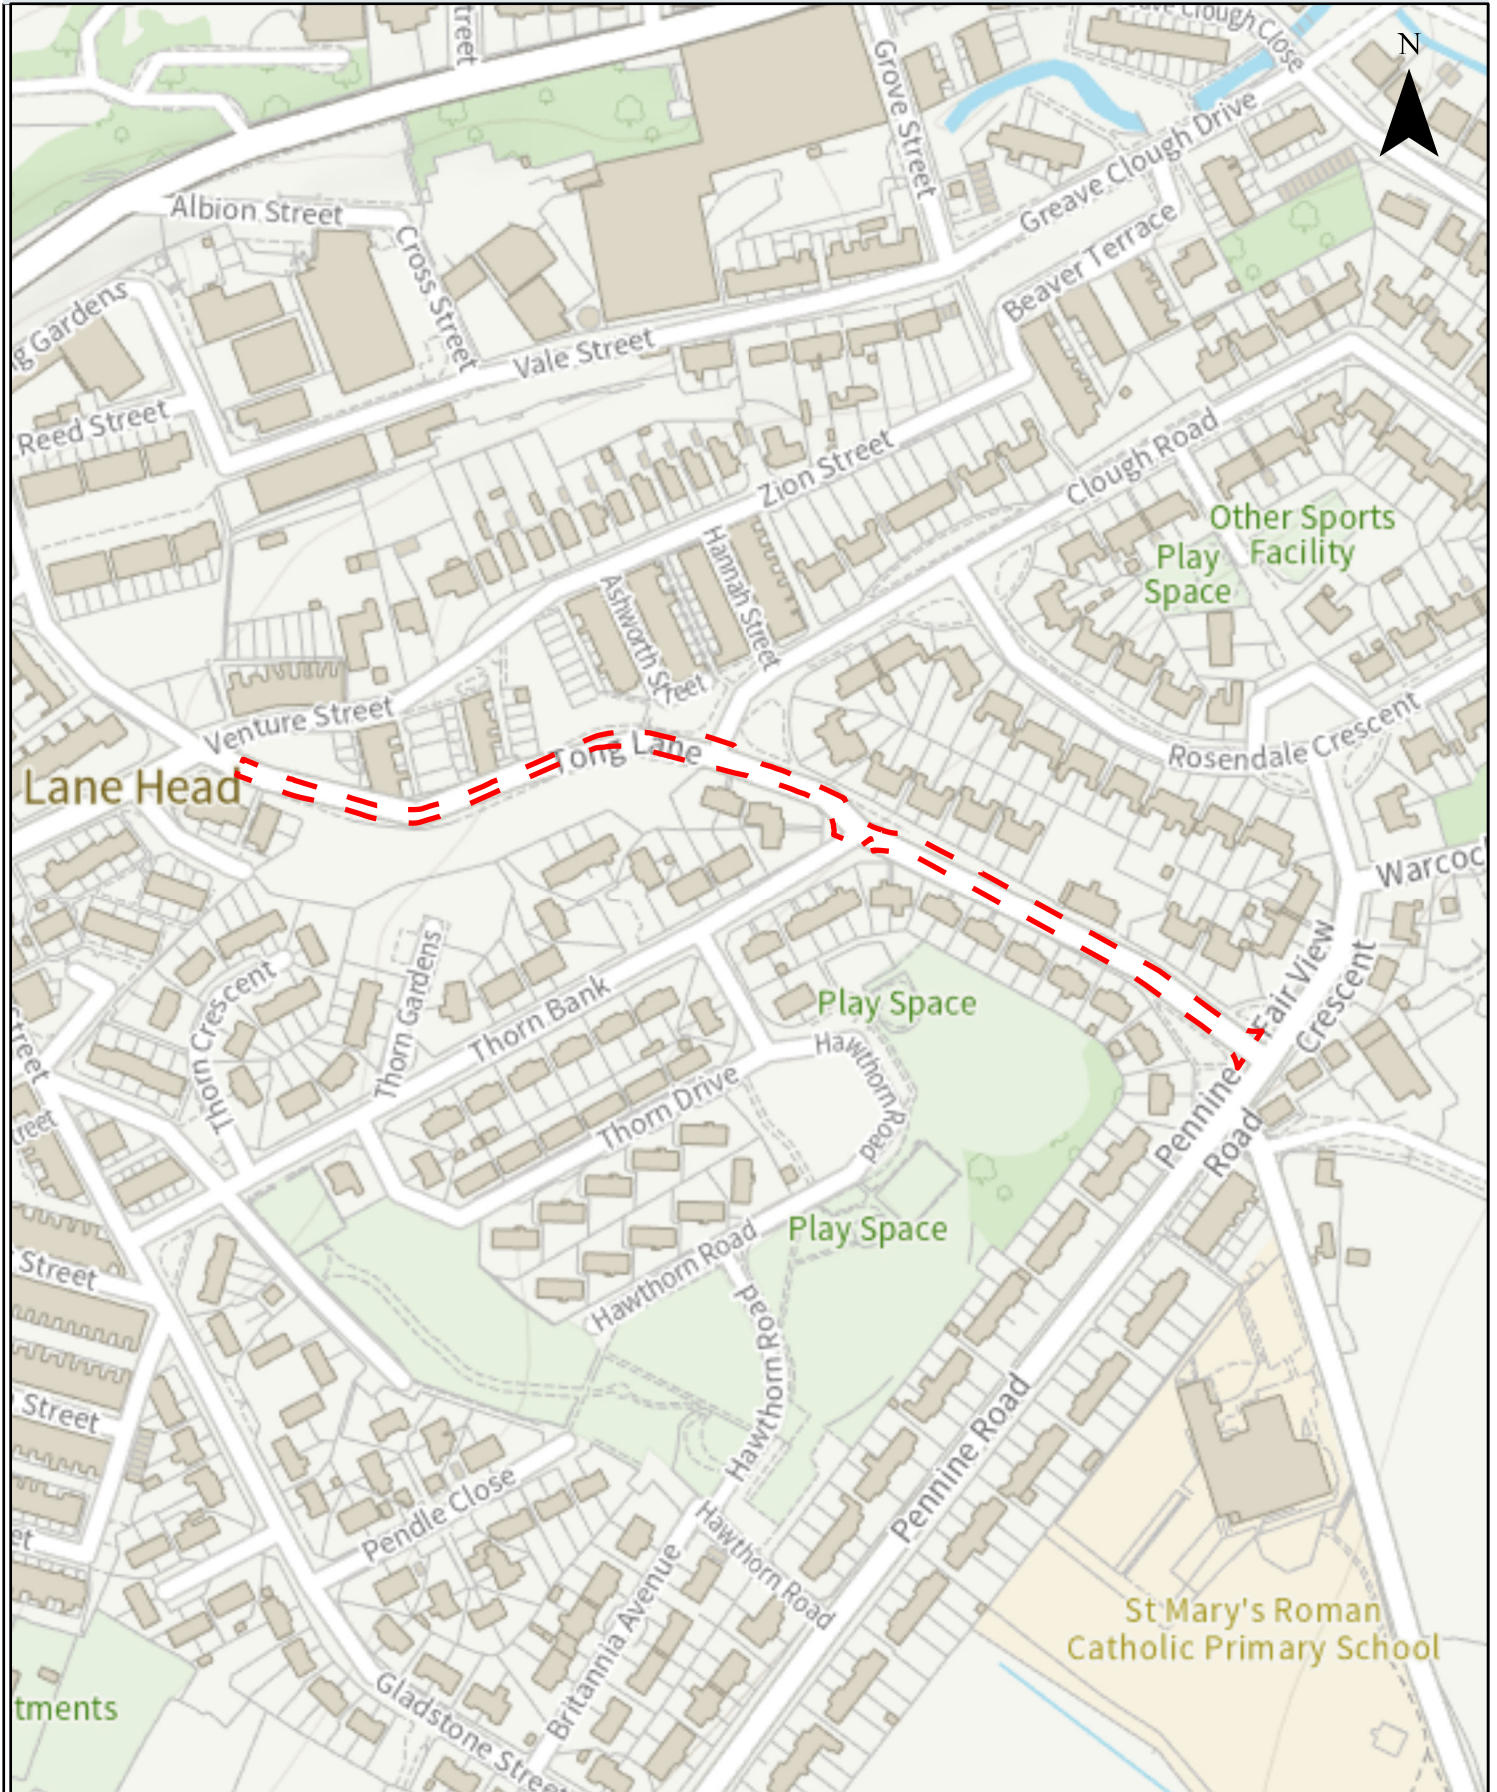 Clough Close
N
Grove Street
Greave Clough Drive
Albion Street
Cross Street
Beaver Terrace
Gardens
Vale Street
Reed Street
Zion Street
Clough Road
Other Sports
Facility
Play
Space
Hannah Street
Ashworth Street
Venture Street
Tong Lane
Rosendale Crescent
Lane Head
Fair View
Crescent
Thorn Crescent
Thorn Gardens
Thorn Bank
Play Space
Hawthorn Road
Thorn Drive
Pennine
Road
Play Space
Hawthorn Road
Street
Hawthorn Road
Pennine Road
Street
Pendle Close
Hawthorn Road
Britannia Avenue
St Mary's Roman
Catholic Primary School
Gladstone Street
tments